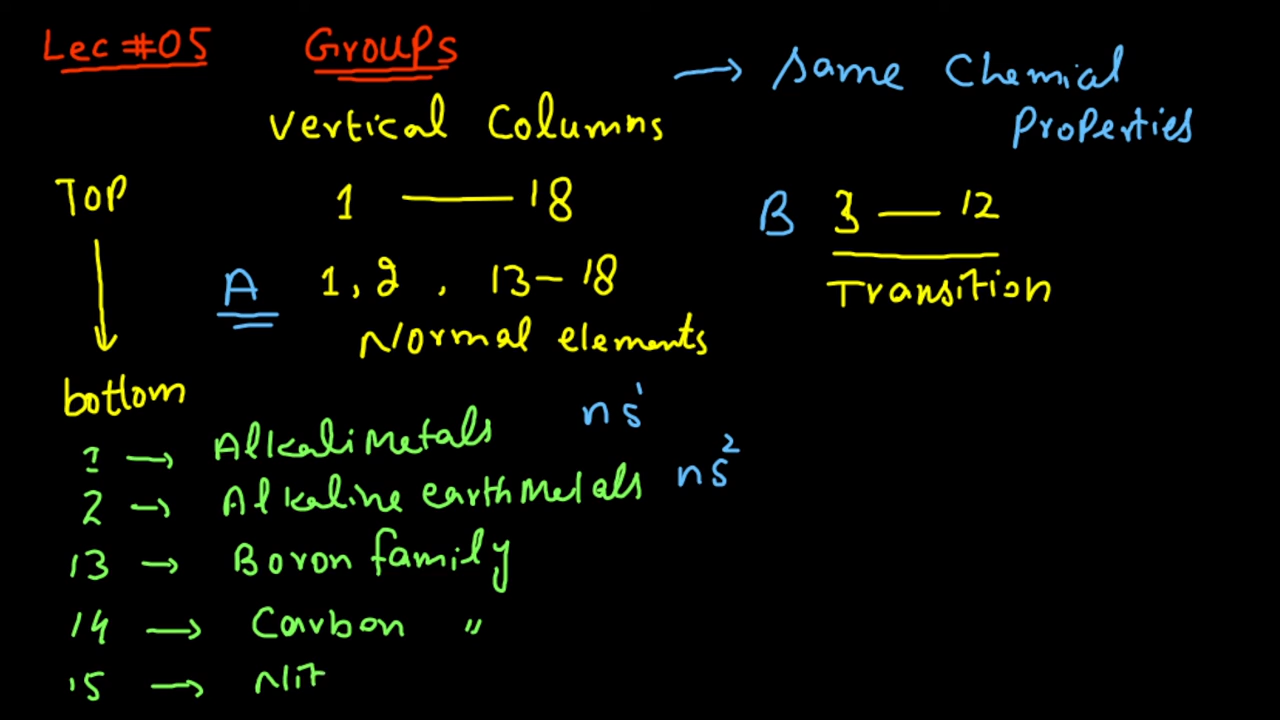 Lec #05 Groups
vertical Columns → same Chemial
Properties
TOP 1 — 18 B 3 — 12
A 1, 2 , 13 – 18 Transition
Normal elements
bottom
1 → Alkali Metals ns¹
2 → Alkaline earth Metals ns²
13 → Boron family
14 → Carbon "
15 → Nit